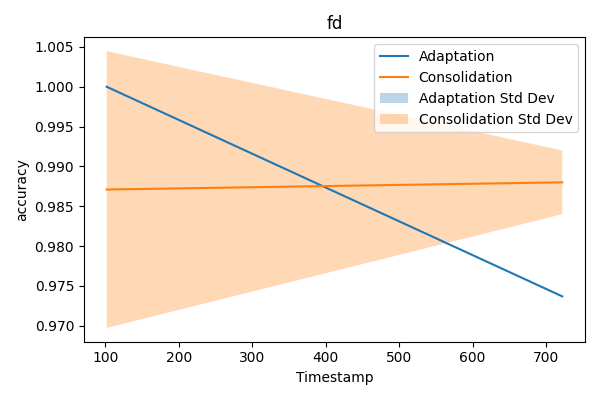 fd
1.005
1.000
0.995
0.990
0.985
0.980
0.975
0.970
accuracy
Adaptation
Consolidation
Adaptation Std Dev
Consolidation Std Dev
100 200 300 400 500 600 700
Timestamp